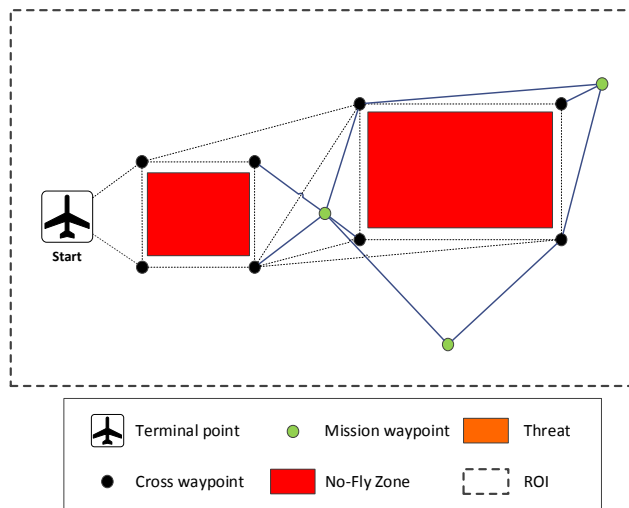 Start
Terminal point
Mission waypoint
Threat
Cross waypoint
No-Fly Zone
ROI